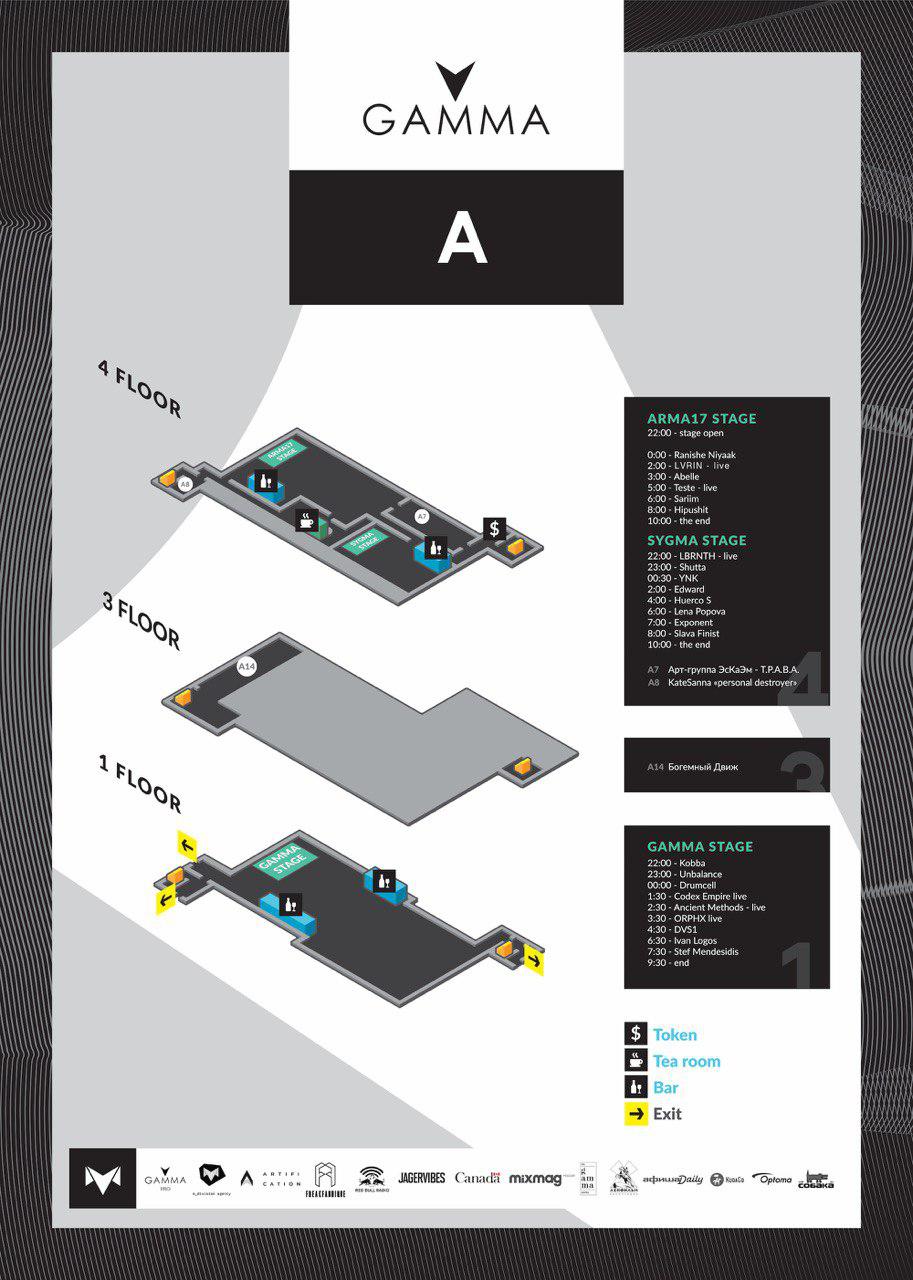 GAMMA
A
4 FLOOR
ARMA17
STAGE
A8
A7
$
SYGMA
STAGE
ARMA17 STAGE
22:00 - stage open
0:00 - Ranishe Niyaak
2:00 - LVRIN - live
3:00 - Abelle
5:00 - Teste - live
6:00 - Sariim
8:00 - Hipushit
10:00 - the end
SYGMA STAGE
22:00 - LBRNTH - live
23:00 - Shutta
00:30 - YNK
2:00 - Edward
4:00 - Huerco S
6:00 - Lena Popova
7:00 - Exponent
8:00 - Slava Finist
10:00 - the end
A7 Арт-группа ЭсКаЭм - Т.Р.А.В.А.
A8 KateSanna «personal destroyer»
4
3 FLOOR
A14
A14 Богемный Движ
3
1 FLOOR
GAMMA
STAGE
GAMMA STAGE
22:00 - Kobba
23:00 - Unbalance
00:00 - Drumcell
1:30 - Codex Empire live
2:30 - Ancient Methods - live
3:30 - ORPHX live
4:30 - DVS1
6:30 - Ivan Logos
7:30 - Stef Mendesidis
9:30 - end
1
$ Token
Tea room
Bar
Exit
GAMMA
PRO
m_division agency
ARTIFI
CATION
FREAKFABRIQUE
RED BULL RADIO
JAGERVIBES
Canada
mixmag
афишаDaily
KudaGo
Optoma
собака